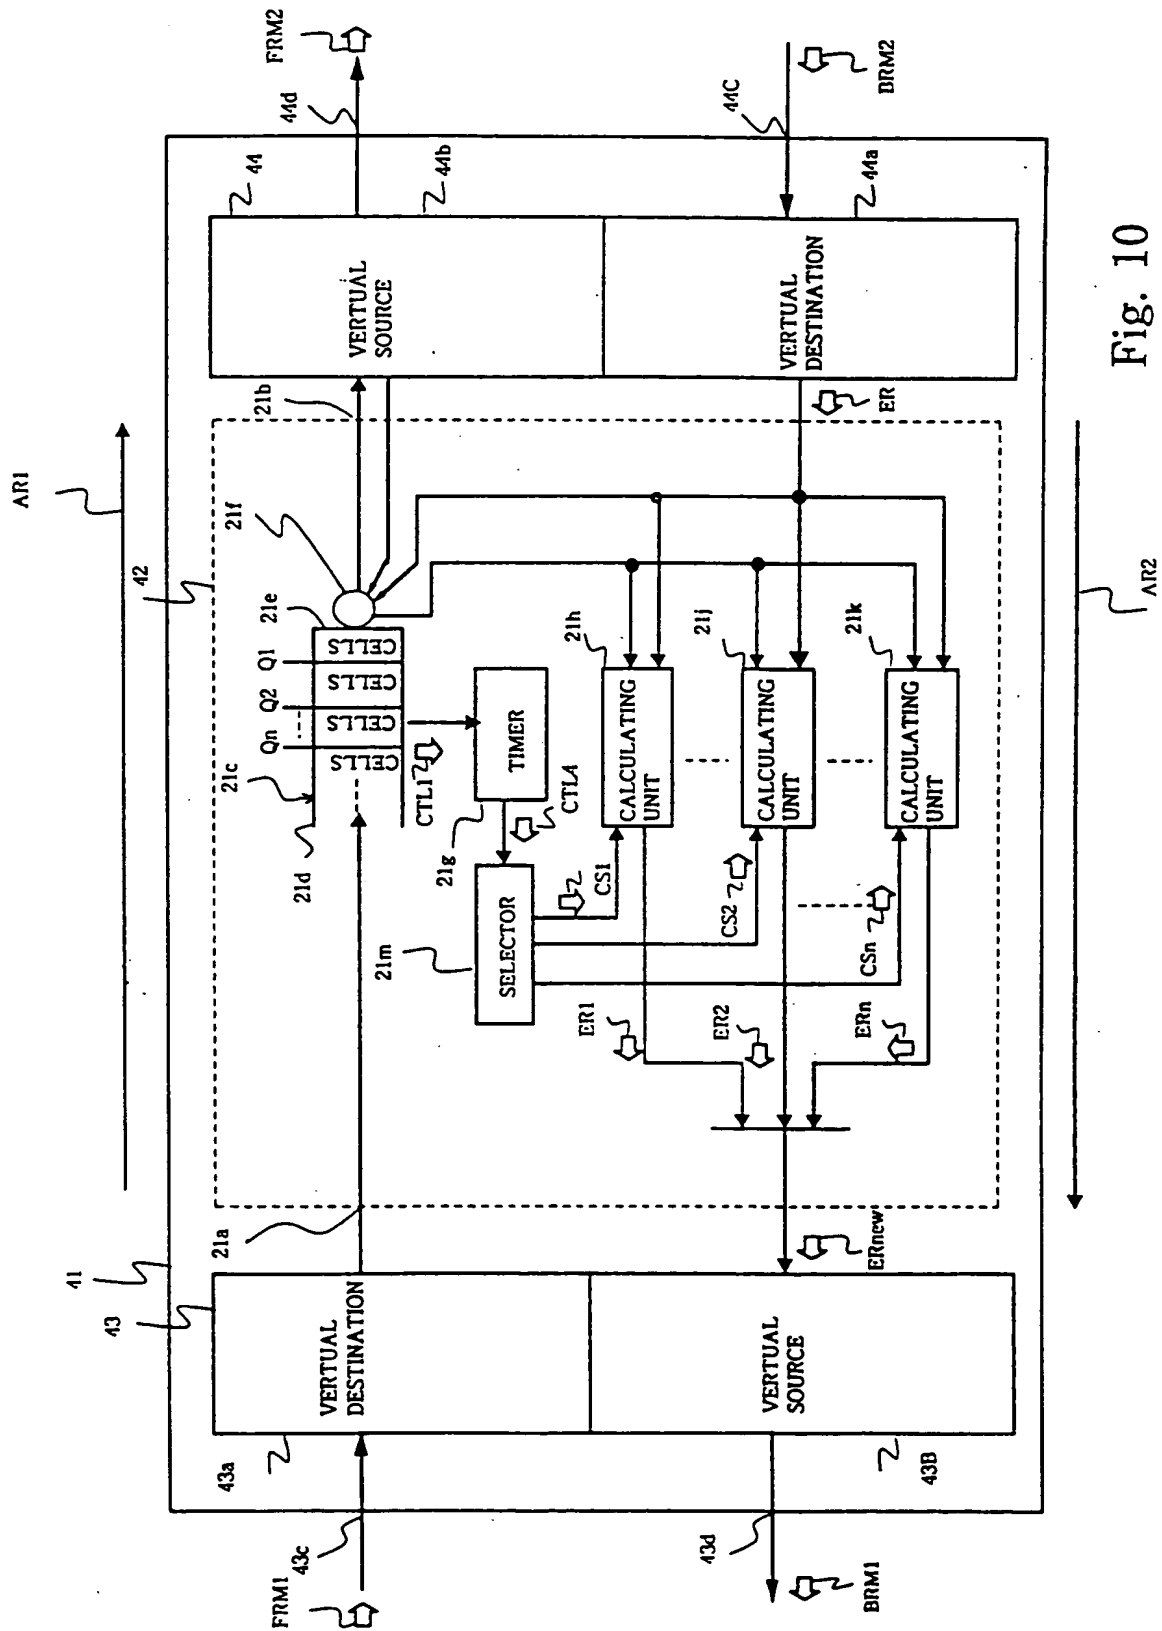 FRM2
BRM2
44d
44C
44
44b
44a
VERTUAL
SOURCE
VERTUAL
DESTINATION
21b
ER
AR1
AR2
42
21f
21e
Q1
Q2
Qn
CELLS
CELLS
CELLS
CELLS
21c
21d
CTL1
TIMER
21g
CTLA
SELECTOR
21m
21h
21j
21k
CALCULATING
UNIT
CALCULATING
UNIT
CALCULATING
UNIT
CS1
CS2
CSn
ER1
ER2
ERn
21a
ERnew
41
43
VERTUAL
DESTINATION
VERTUAL
SOURCE
43a
43B
43c
43d
FRM1
BRM1
Fig. 10